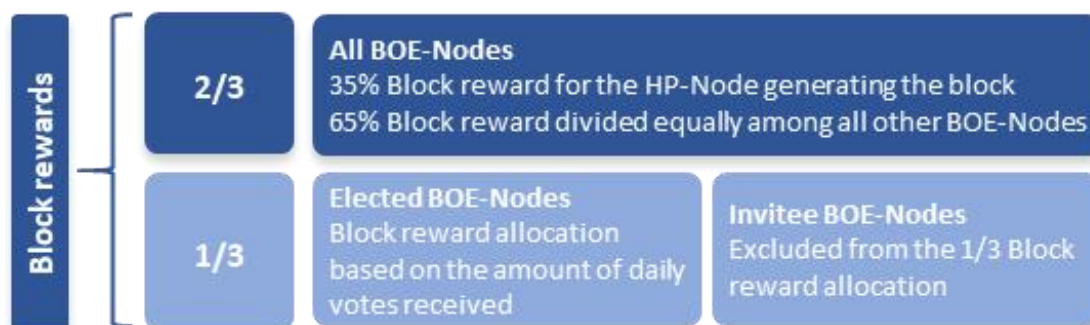 Block rewards
2/3
All BOE-Nodes
35% Block reward for the HP-Node generating the block
65% Block reward divided equally among all other BOE-Nodes
1/3
Elected BOE-Nodes
Block reward allocation
based on the amount of daily
votes received
Invitee BOE-Nodes
Excluded from the 1/3 Block
reward allocation